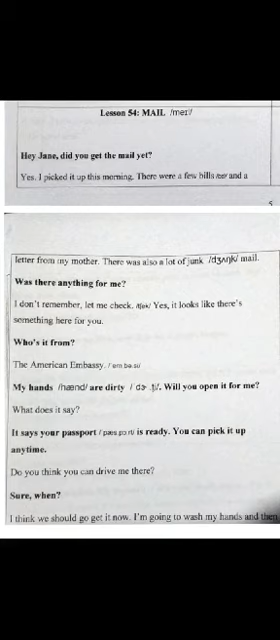 Lesson 54: MAIL /meɪl/
Hey Jane, did you get the mail yet?
Yes. I picked it up this morning. There were a few bills and a
letter from my mother. There was also a lot of junk /dʒʌŋk/ mail.
Was there anything for me?
I don't remember, let me check. Yes, it looks like there's
something here for you.
Who's it from?
The American Embassy.
My hands /hænd/ are dirty. Will you open it for me?
What does it say?
It says your passport is ready. You can pick it up
anytime.
Do you think you can drive me there?
Sure, when?
I think we should go get it now. I'm going to wash my hands and then